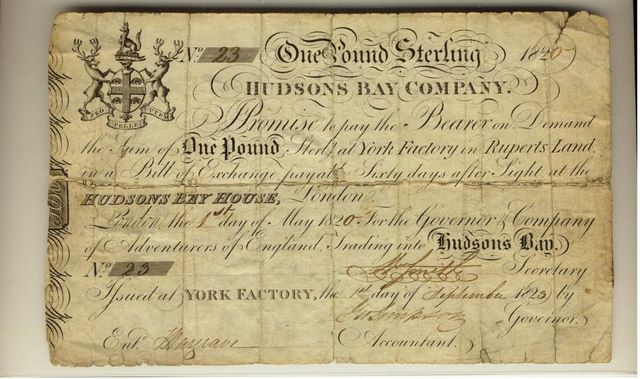 No. 23 One Pound Sterling 1820
HUDSONS BAY COMPANY.
PRO PELLE CUTEM
Promise to pay the Bearer on Demand
the Sum of One Pound Sterl.g at York Factory in Ruperts Land
in a Bill of Exchange payable Sixty days after Sight at the
HUDSONS BAY HOUSE, London.
London, the 1st day of May 1820 For the Governor & Company
of Adventurers of England, Trading into Hudsons Bay.
No. 23 Secretary
Issued at YORK FACTORY, the 1st day of September by
Governor.
Ent.d Hargrave Accountant.